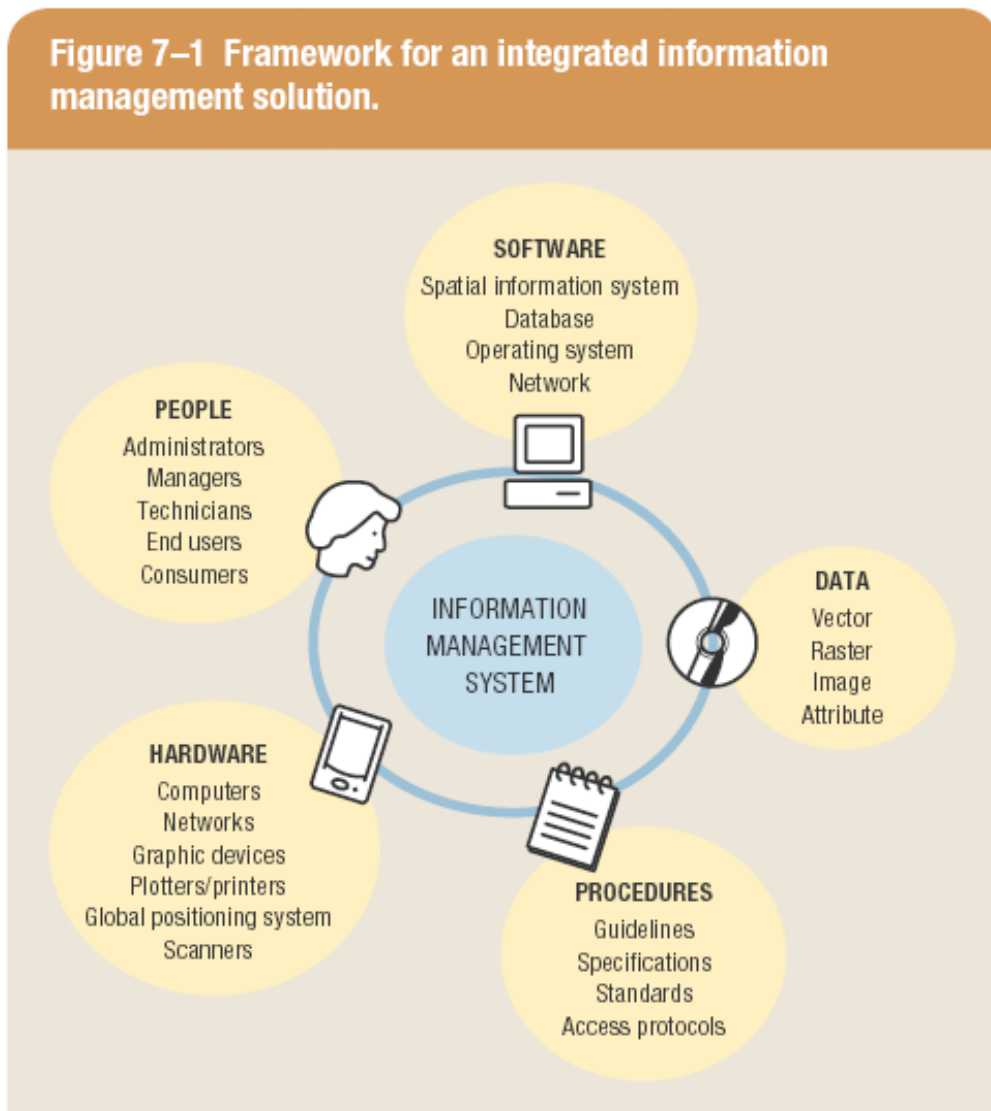 Figure 7–1 Framework for an integrated information
management solution.
SOFTWARE
Spatial information system
Database
Operating system
Network
PEOPLE
Administrators
Managers
Technicians
End users
Consumers
INFORMATION
MANAGEMENT
SYSTEM
DATA
Vector
Raster
Image
Attribute
HARDWARE
Computers
Networks
Graphic devices
Plotters/printers
Global positioning system
Scanners
PROCEDURES
Guidelines
Specifications
Standards
Access protocols